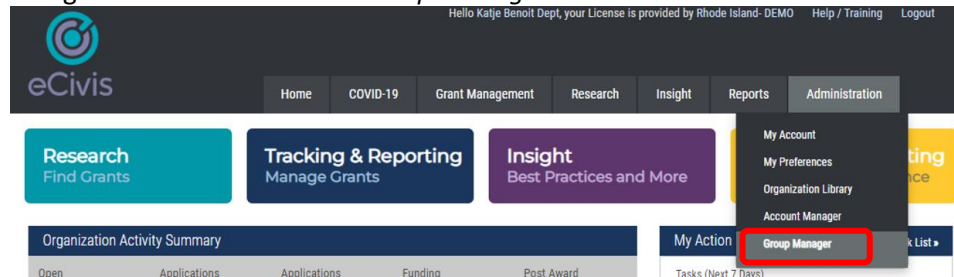 Hello Katje Benoit Dept, your License is provided by Rhode Island- DEMO Help / Training Logout
eCivis
Home COVID-19 Grant Management Research Insight Reports Administration
My Account
My Preferences
Organization Library
Account Manager
Group Manager
Research
Find Grants
Tracking & Reporting
Manage Grants
Insight
Best Practices and More
ting
nce
Organization Activity Summary
My Action
k List »
Open Applications Applications Funding Post Award
Tasks (Next 7 Days)